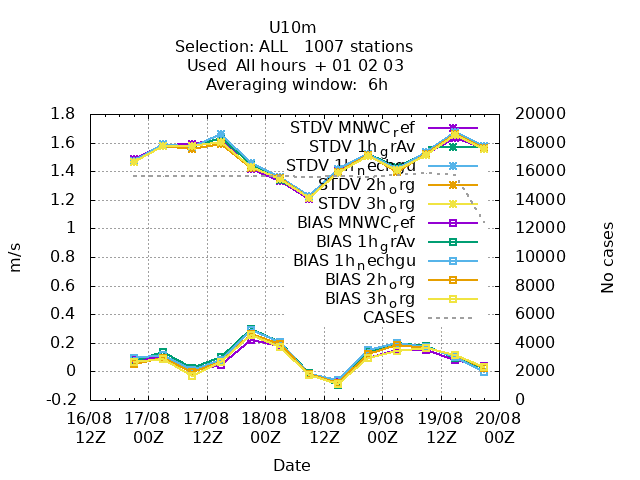 U10m
Selection: ALL   1007 stations
Used  All hours  + 01 02 03
Averaging window:  6h
1.8
1.6
1.4
1.2
1
0.8
0.6
0.4
0.2
0
-0.2
m/s
20000
18000
16000
14000
12000
10000
8000
6000
4000
2000
0
No cases
STDV MNWC_ref
STDV 1h_grAv
STDV 1h_nechgu
STDV 2h_org
STDV 3h_org
BIAS MNWC_ref
BIAS 1h_grAv
BIAS 1h_nechgu
BIAS 2h_org
BIAS 3h_org
CASES
16/08 17/08 17/08 18/08 18/08 19/08 19/08 20/08
12Z 00Z 12Z 00Z 12Z 00Z 12Z 00Z
Date